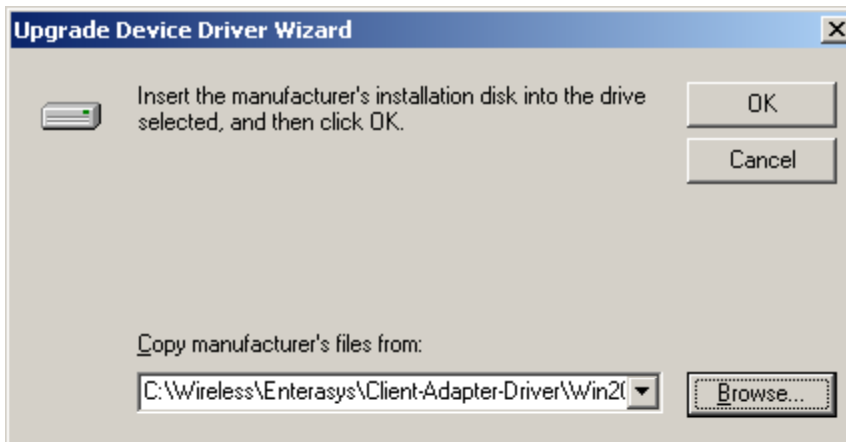 Upgrade Device Driver Wizard
Insert the manufacturer's installation disk into the drive
selected, and then click OK.
OK
Cancel
Copy manufacturer's files from:
C:\Wireless\Enterasys\Client-Adapter-Driver\Win20
Browse...